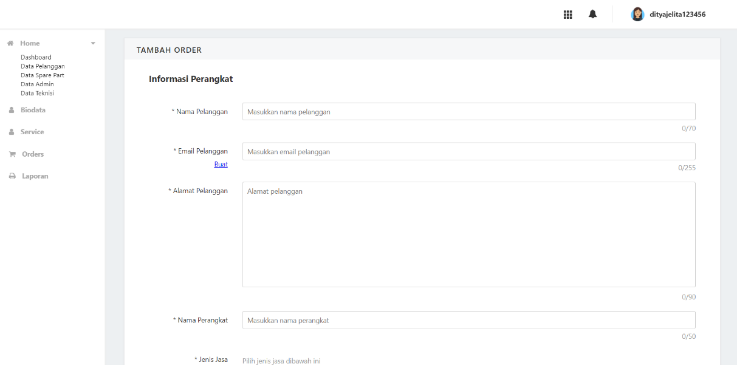 dityajelita123456
Home
Dashboard
Data Pelanggan
Data Spare Part
Data Admin
Data Teknisi
Biodata
Service
Orders
Laporan
TAMBAH ORDER
Informasi Perangkat
* Nama Pelanggan
Masukkan nama pelanggan
0/70
* Email Pelanggan
Buat
Masukkan email pelanggan
0/255
* Alamat Pelanggan
Alamat pelanggan
0/90
* Nama Perangkat
Masukkan nama perangkat
0/50
* Jenis Jasa
Pilih jenis jasa dibawah ini